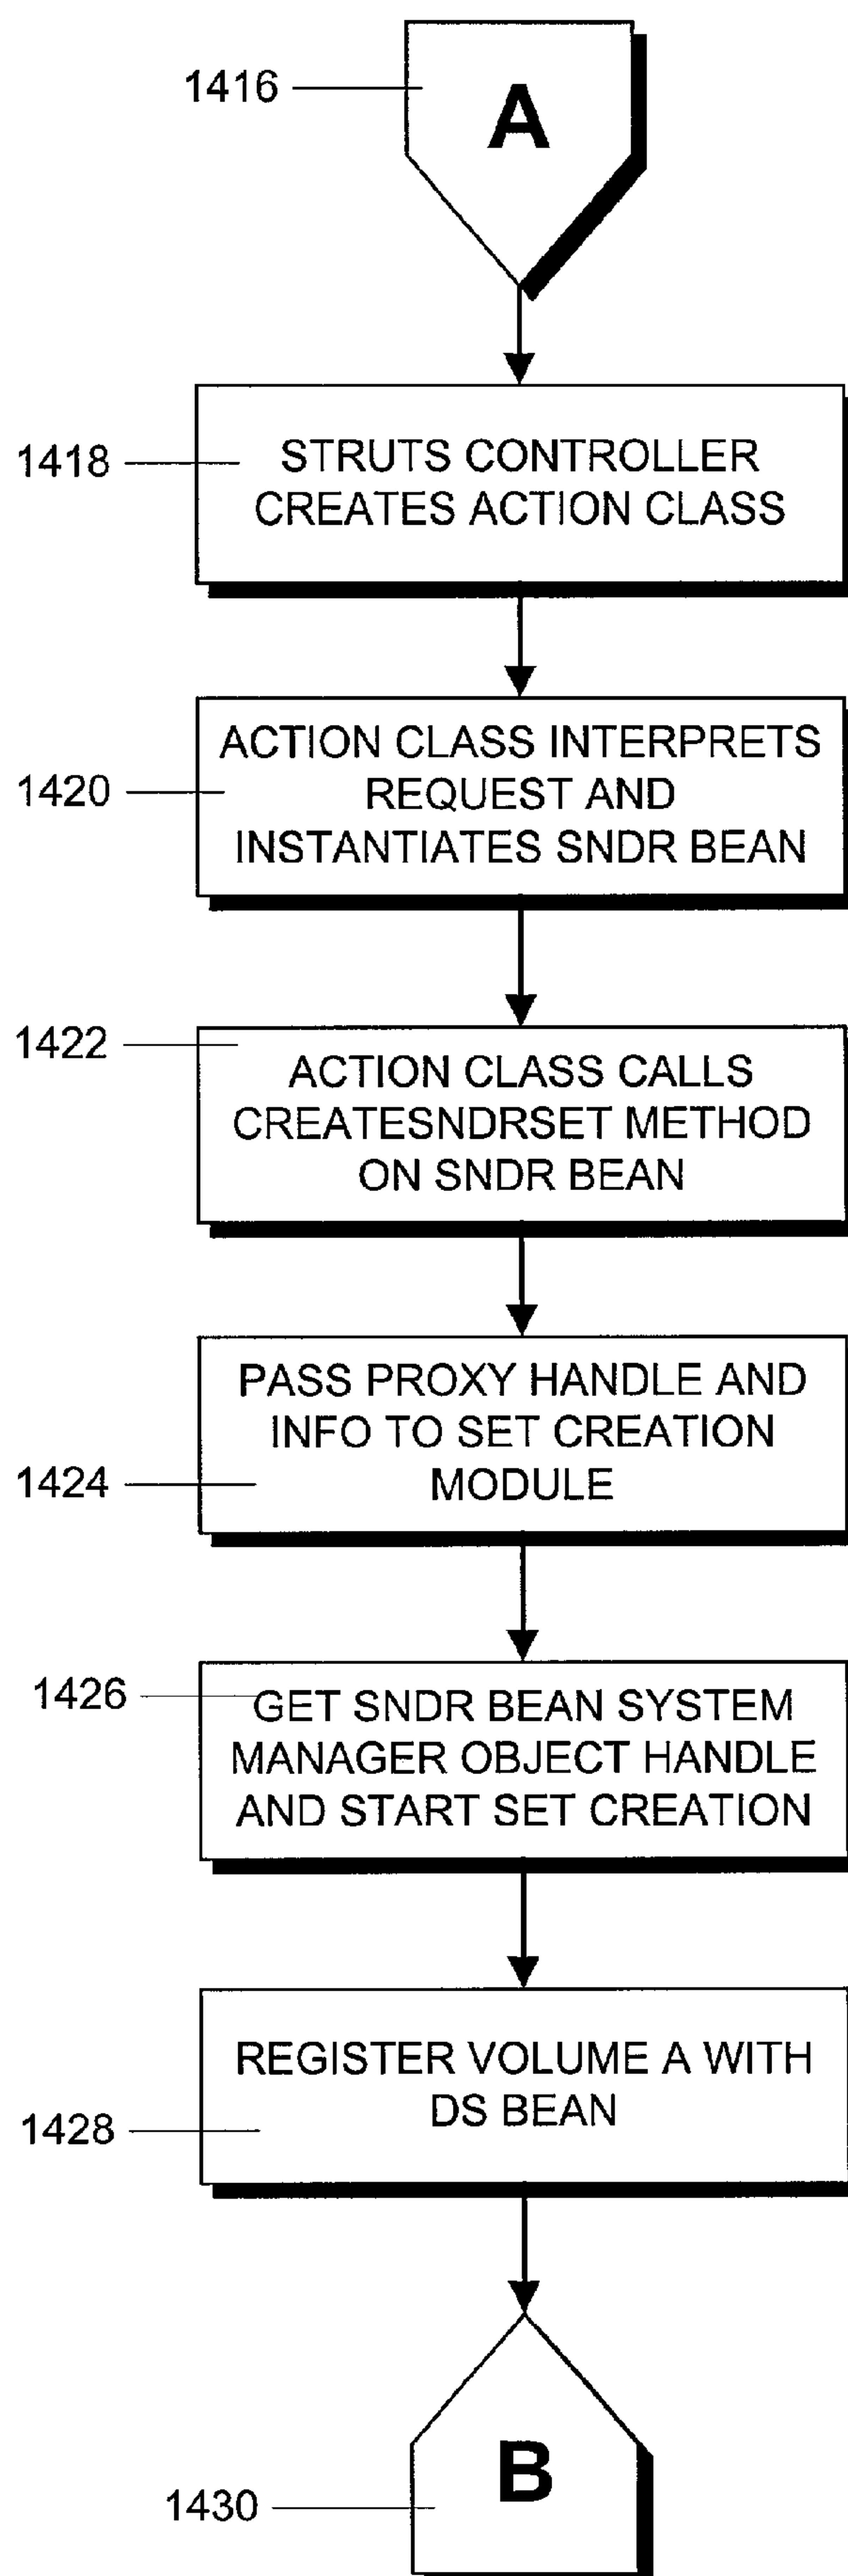 1416
A
1418
STRUTS CONTROLLER
CREATES ACTION CLASS
1420
ACTION CLASS INTERPRETS
REQUEST AND
INSTANTIATES SNDR BEAN
1422
ACTION CLASS CALLS
CREATESNDRSET METHOD
ON SNDR BEAN
1424
PASS PROXY HANDLE AND
INFO TO SET CREATION
MODULE
1426
GET SNDR BEAN SYSTEM
MANAGER OBJECT HANDLE
AND START SET CREATION
1428
REGISTER VOLUME A WITH
DS BEAN
1430
B